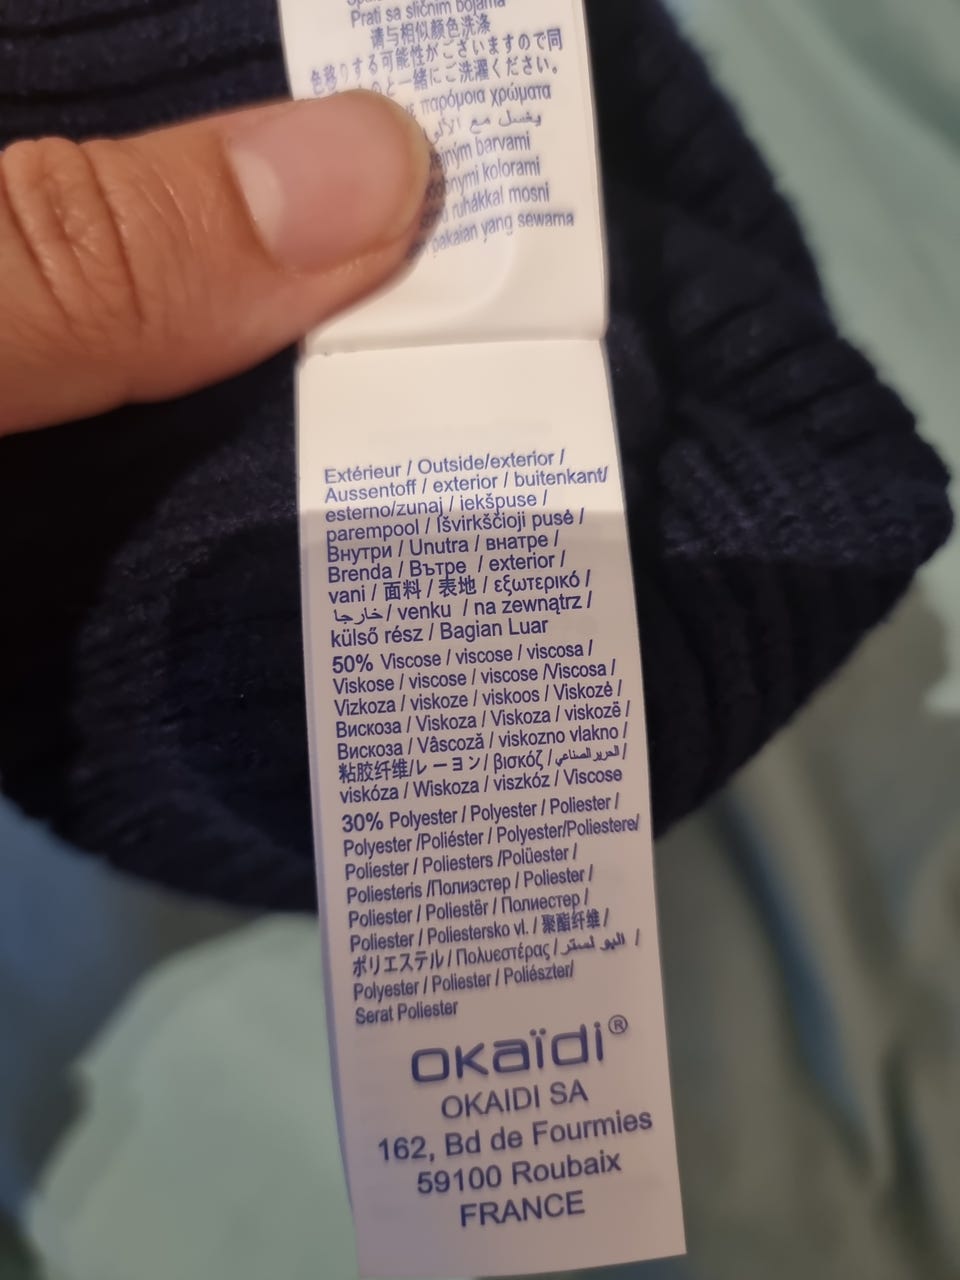 Prati sa sličnim bojama
请与相似颜色洗涤
色移りする可能性がございますので同
と一緒にご洗濯ください。
παρόμοια χρώματα
يغسل مع
barvami
kolorami
ruhákkal mosni
pakaian yang sewarna
Extérieur / Outside/exterior /
Aussentoff / exterior / buitenkant/
esterno/zunaj / iekšpuse /
parempool / Išvirkščioji pusė /
Внутри / Unutra / внатре /
Brenda / Вътре / exterior /
vani / 面料 / 表地 / εξωτερικό /
خارجا / venku / na zewnątrz /
külső rész / Bagian Luar
50% Viscose / viscose / viscosa /
Viskose / viscose / viscose /Viscosa /
Vizkoza / viskoze / viskoos / Viskozė /
Вискоза / Viskoza / Viskoza / viskozë /
Вискоза / Vâscoză / viskozno vlakno /
粘胶纤维/レーヨン/ βισκόζ / الحرير الصناعي /
viskóza / Wiskoza / viszkóz / Viscose
30% Polyester / Polyester / Poliester /
Polyester /Poliéster / Polyester/Poliestere/
Poliester / Poliesters /Polüester /
Poliesteris /Полиэстер / Poliester /
Poliester / Poliestër / Полиестер /
Poliester / Poliestersko vl. / 聚酯纤维 /
ポリエステル / Πολυεστέρας / اليو لستر /
Polyester / Poliester / Poliészter/
Serat Poliester
okaïdi®
OKAIDI SA
162, Bd de Fourmies
59100 Roubaix
FRANCE